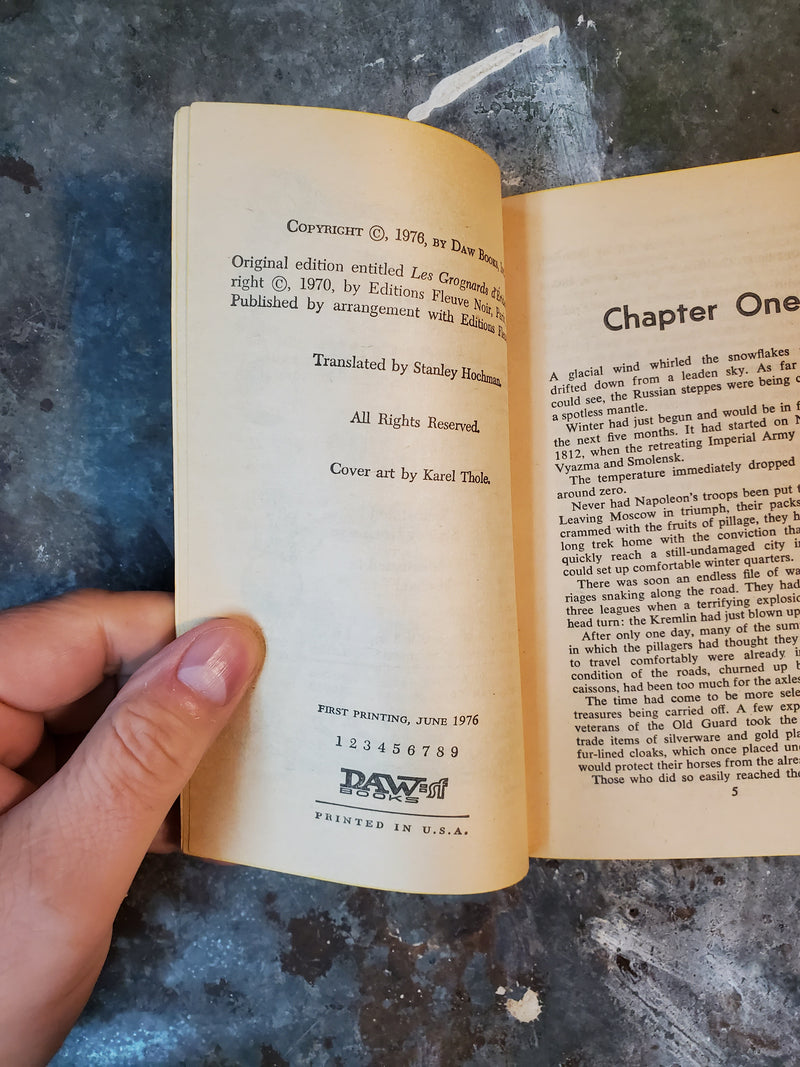 COPYRIGHT ©, 1976, BY DAW BOOKS,
Original edition entitled Les Grognards
right ©, 1970, by Editions Fleuve Noir,
Published by arrangement with Editions
Translated by Stanley Hochman.
All Rights Reserved.
Cover art by Karel Thole.
FIRST PRINTING, JUNE 1976
1 2 3 4 5 6 7 8 9
DAW=sf
BOOKS
PRINTED IN U.S.A.
Chapter One
A glacial wind whirled the snowflakes
drifted down from a leaden sky. As far
could see, the Russian steppes were being
a spotless mantle.
Winter had just begun and would be in
the next five months. It had started on
1812, when the retreating Imperial Army
Vyazma and Smolensk.
The temperature immediately dropped
around zero.
Never had Napoleon's troops been put
Leaving Moscow in triumph, their packs
crammed with the fruits of pillage, they
long trek home with the conviction
quickly reach a still-undamaged city
could set up comfortable winter quarters.
There was soon an endless file of
riages snaking along the road. They had
three leagues when a terrifying
head turn: the Kremlin had just blown up
After only one day, many of the
in which the pillagers had thought they
to travel comfortably were already
condition of the roads, churned up
caissons, had been too much for the axles
The time had come to be more
treasures being carried off. A few
veterans of the Old Guard took the
trade items of silverware and gold
fur-lined cloaks, which once placed
would protect their horses from the
Those who did so easily reached
5